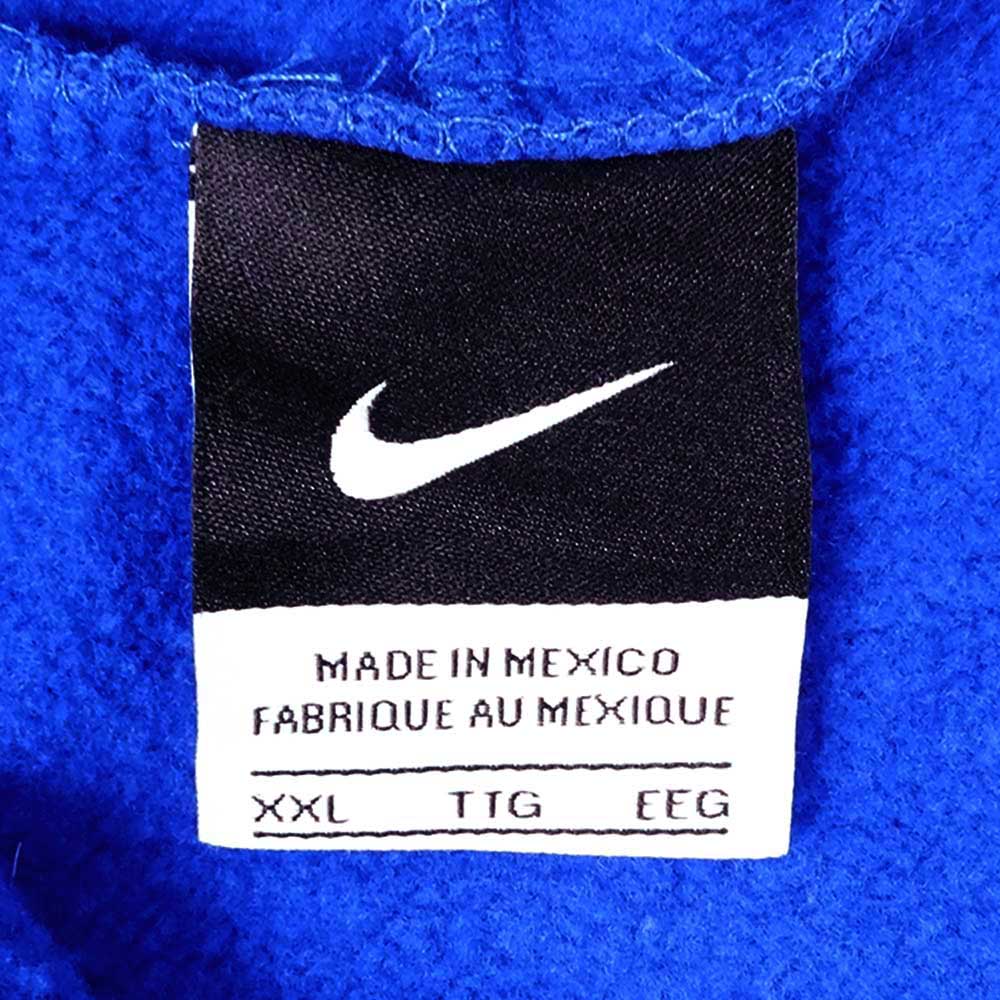 MADE IN MEXICO
FABRIQUE AU MEXIQUE
XXL TTG EEG